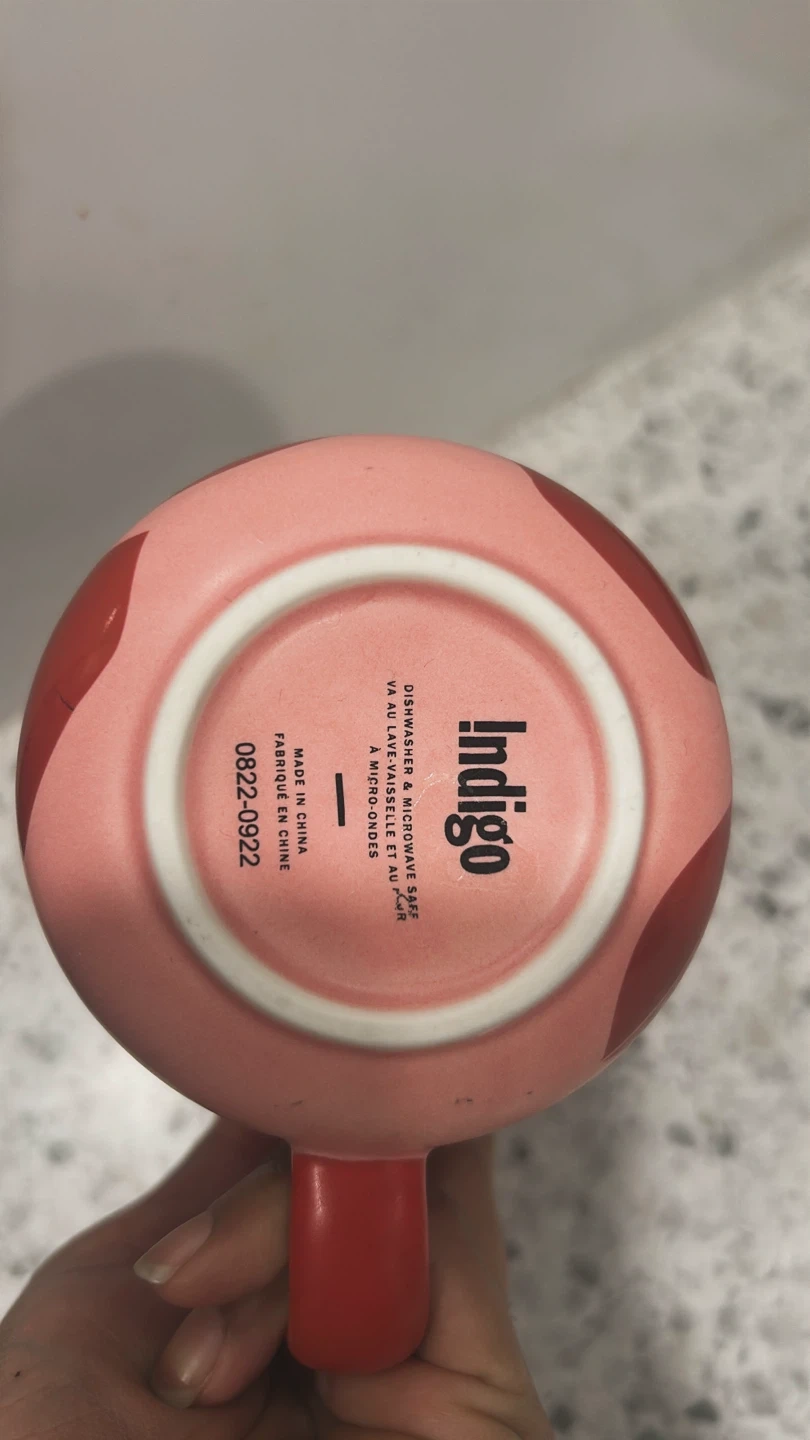 !ndigo
DISHWASHER & MICROWAVE SAFE
VA AU LAVE-VAISSELLE ET AU
À MICRO-ONDES
MADE IN CHINA
FABRIQUÉ EN CHINE
0822-0922